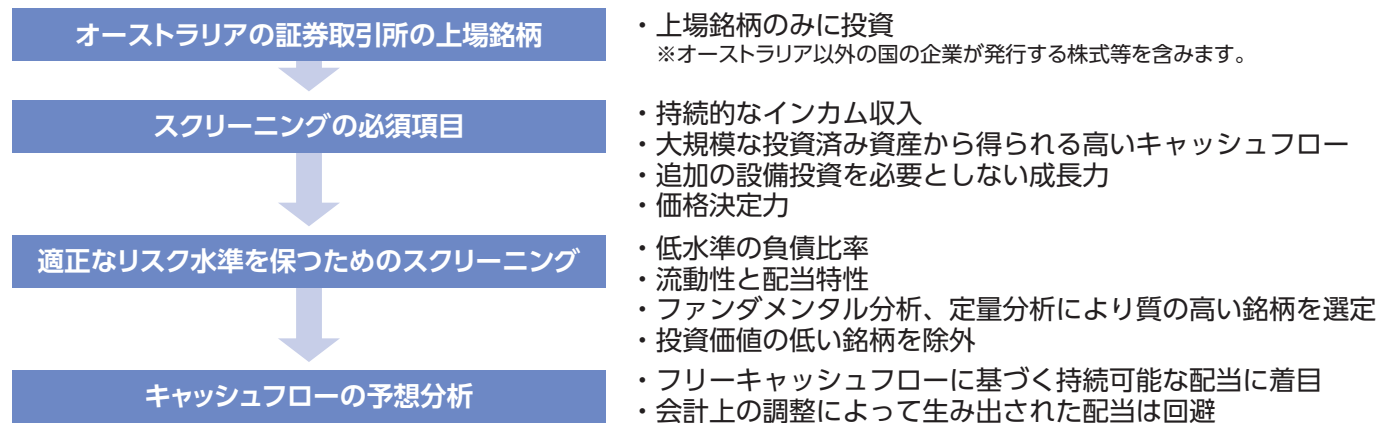 オーストラリアの証券取引所の上場銘柄
・上場銘柄のみに投資
※オーストラリア以外の国の企業が発行する株式等を含みます。
スクリーニングの必須項目
・持続的なインカム収入
・大規模な投資済み資産から得られる高いキャッシュフロー
・追加の設備投資を必要としない成長力
・価格決定力
適正なリスク水準を保つためのスクリーニング
・低水準の負債比率
・流動性と配当特性
・ファンダメンタル分析、定量分析により質の高い銘柄を選定
・投資価値の低い銘柄を除外
キャッシュフローの予想分析
・フリーキャッシュフローに基づく持続可能な配当に着目
・会計上の調整によって生み出された配当は回避